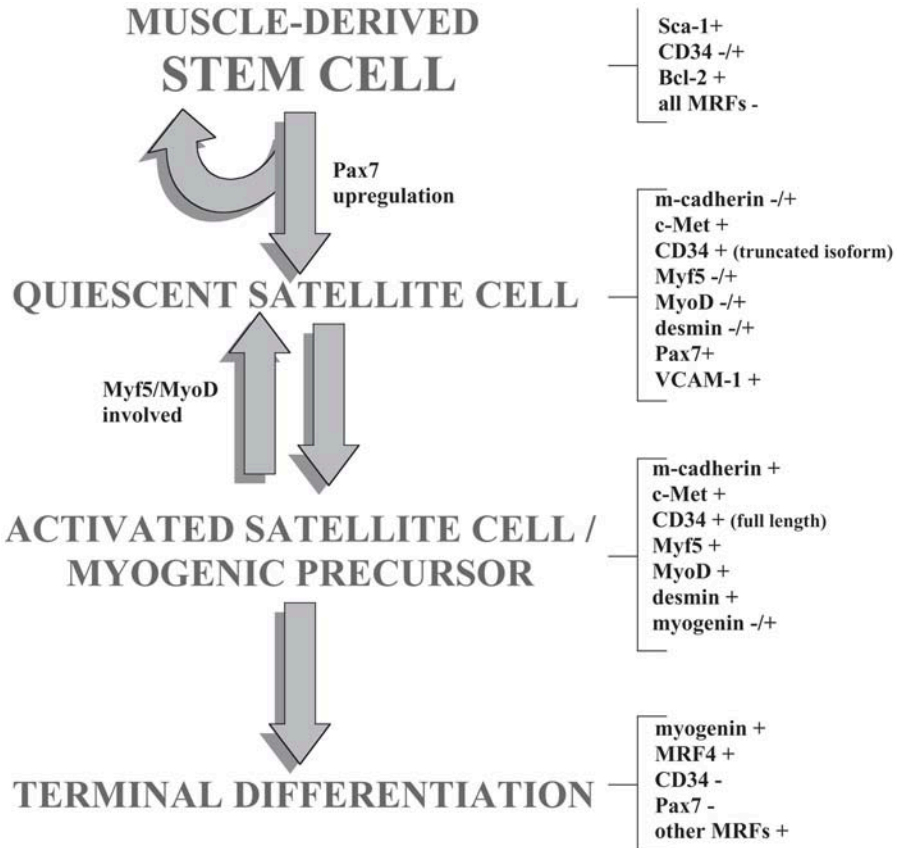 MUSCLE-DERIVED
STEM CELL
Sca-1+
CD34 -/+
Bcl-2 +
all MRFs -
Pax7
upregulation
QUIESCENT SATELLITE CELL
m-cadherin -/+
c-Met +
CD34 + (truncated isoform)
Myf5 -/+
MyoD -/+
desmin -/+
Pax7+
VCAM-1 +
Myf5/MyoD
involved
ACTIVATED SATELLITE CELL /
MYOGENIC PRECURSOR
m-cadherin +
c-Met +
CD34 + (full length)
Myf5 +
MyoD +
desmin +
myogenin -/+
TERMINAL DIFFERENTIATION
myogenin +
MRF4 +
CD34 -
Pax7 -
other MRFs +